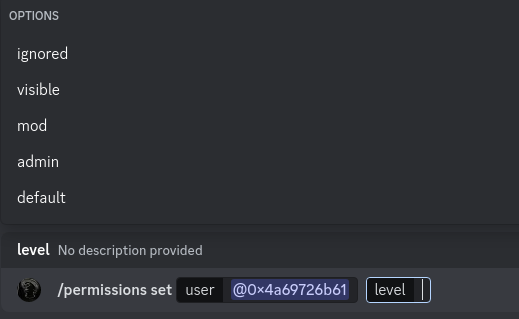 OPTIONS
ignored
visible
mod
admin
default
level No description provided
/permissions set user @0×4a69726b61 level